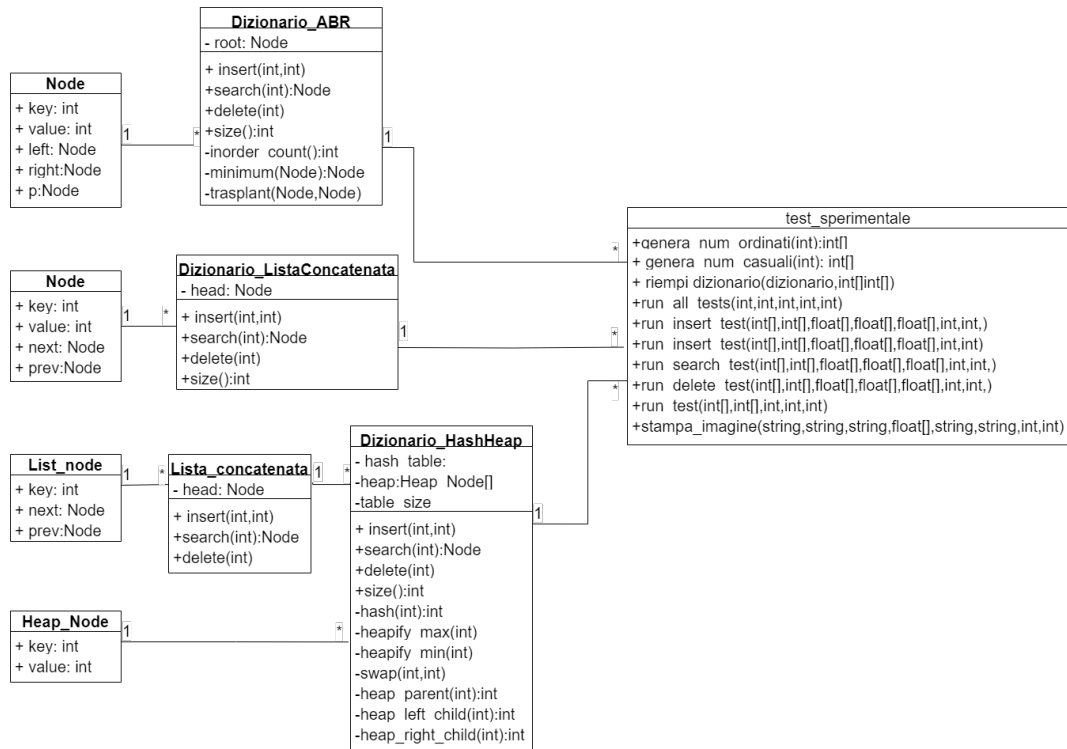 Dizionario_ABR
- root: Node
+ insert(int,int)
+search(int):Node
+delete(int)
+size():int
-inorder count():int
-minimum(Node):Node
-trasplant(Node,Node)
Node
+ key: int
+ value: int
+ left: Node
+ right:Node
+ p:Node
1
*
1
*
Node
+ key: int
+ value: int
+ next: Node
+ prev:Node
1
*
Dizionario_ListaConcatenata
- head: Node
+ insert(int,int)
+search(int):Node
+delete(int)
+size():int
1
*
test_sperimentale
+genera num ordinati(int):int[]
+ genera num casuali(int): int[]
+ riempi dizionario(dizionario,int[]int[])
+run all tests(int,int,int,int,int)
+run insert test(int[],int[],float[],float[],float[],int,int,)
+run insert test(int[],int[],float[],float[],float[],int,int)
+run search test(int[],int[],float[],float[],float[],int,int,)
+run delete test(int[],int[],float[],float[],float[],int,int,)
+run test(int[],int[],int,int,int)
+stampa_imagine(string,string,string,float[],string,string,int,int)
*
List_node
+ key: int
+ next: Node
+ prev:Node
1
*
Lista_concatenata
- head: Node
+ insert(int,int)
+search(int):Node
+delete(int)
1
*
Dizionario_HashHeap
- hash table:
-heap:Heap Node[]
-table size
+ insert(int,int)
+search(int):Node
+delete(int)
+size():int
-hash(int):int
-heapify max(int)
-heapify min(int)
-swap(int,int)
-heap parent(int):int
-heap left child(int):int
-heap_right_child(int):int
1
Heap_Node
+ key: int
+ value: int
1
*